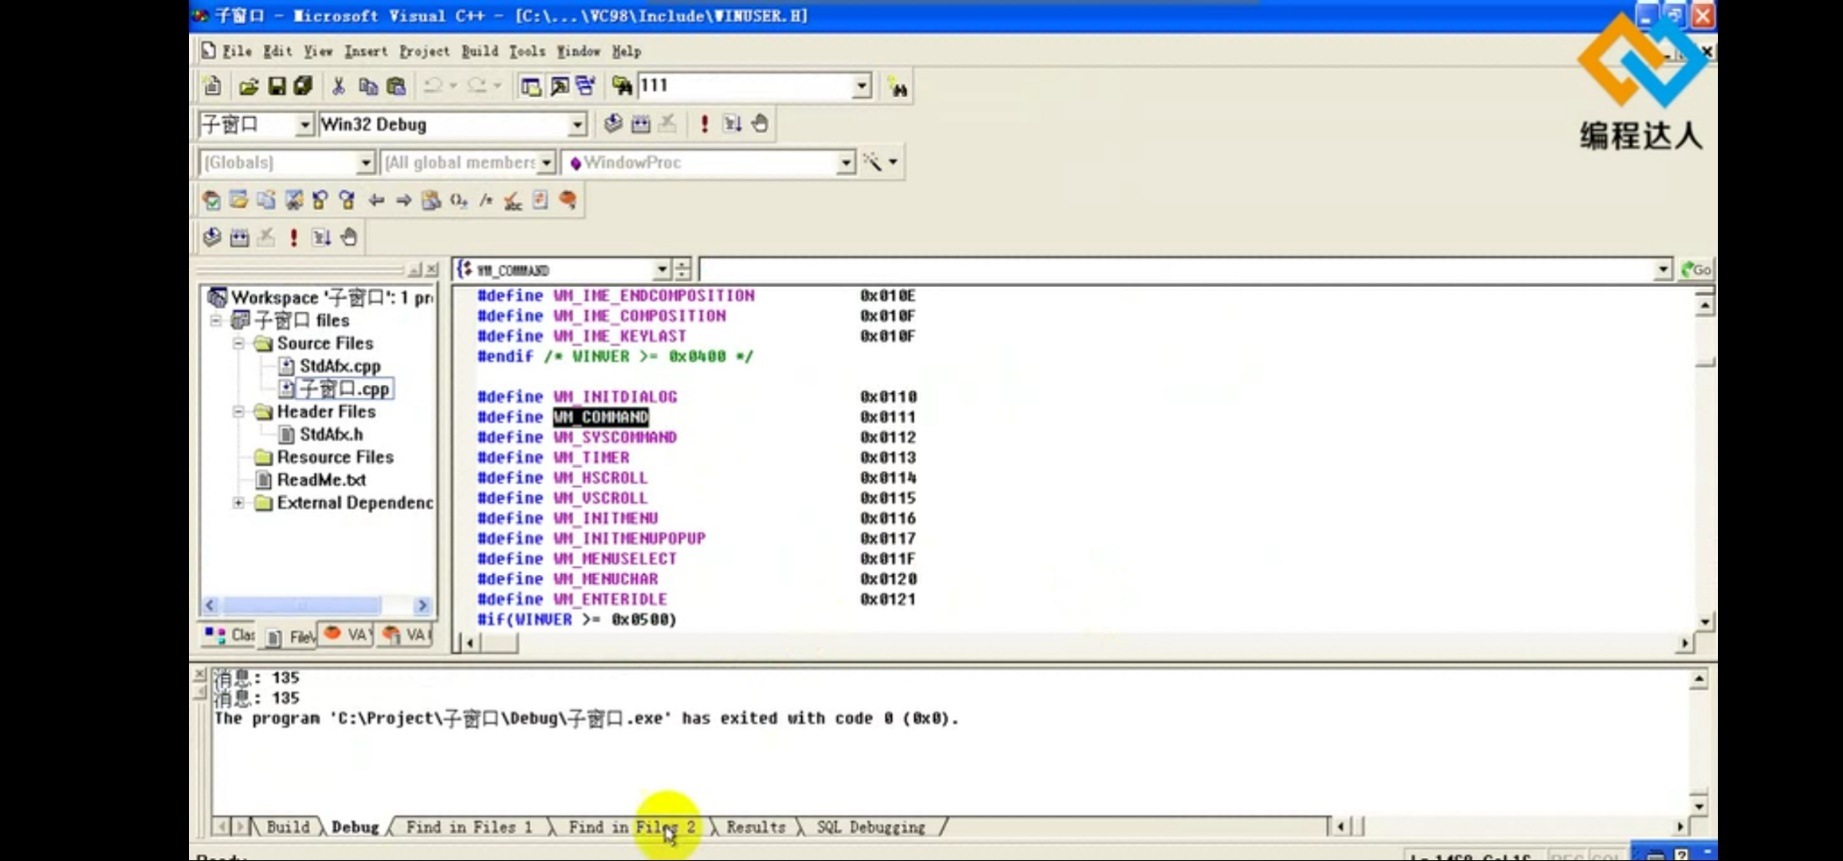 子窗口 - Microsoft Visual C++ - [C:\...\VC98\Include\WINUSER.H]
编程达人
File Edit View Insert Project Build Tools Window Help
111
子窗口 Win32 Debug
(Globals) (All global members WindowProc
WM_COMMAND Go
Workspace '子窗口': 1 pr
子窗口 files
Source Files
StdAfx.cpp
子窗口.cpp
Header Files
StdAfx.h
Resource Files
ReadMe.txt
External Dependenc
Clas FileV VA VA
#define WM_IME_ENDCOMPOSITION 0x010E
#define WM_IME_COMPOSITION 0x010F
#define WM_IME_KEYLAST 0x010F
#endif /* WINVER >= 0x0400 */
#define WM_INITDIALOG 0x0110
#define WM_COMMAND 0x0111
#define WM_SYSCOMMAND 0x0112
#define WM_TIMER 0x0113
#define WM_HSCROLL 0x0114
#define WM_VSCROLL 0x0115
#define WM_INITMENU 0x0116
#define WM_INITMENUPOPUP 0x0117
#define WM_MENUSELECT 0x011F
#define WM_MENUCHAR 0x0120
#define WM_ENTERIDLE 0x0121
#if(WINVER >= 0x0500)
消息: 135
消息: 135
The program 'C:\Project\子窗口\Debug\子窗口.exe' has exited with code 0 (0x0).
Build Debug Find in Files 1 Find in Files 2 Results SQL Debugging